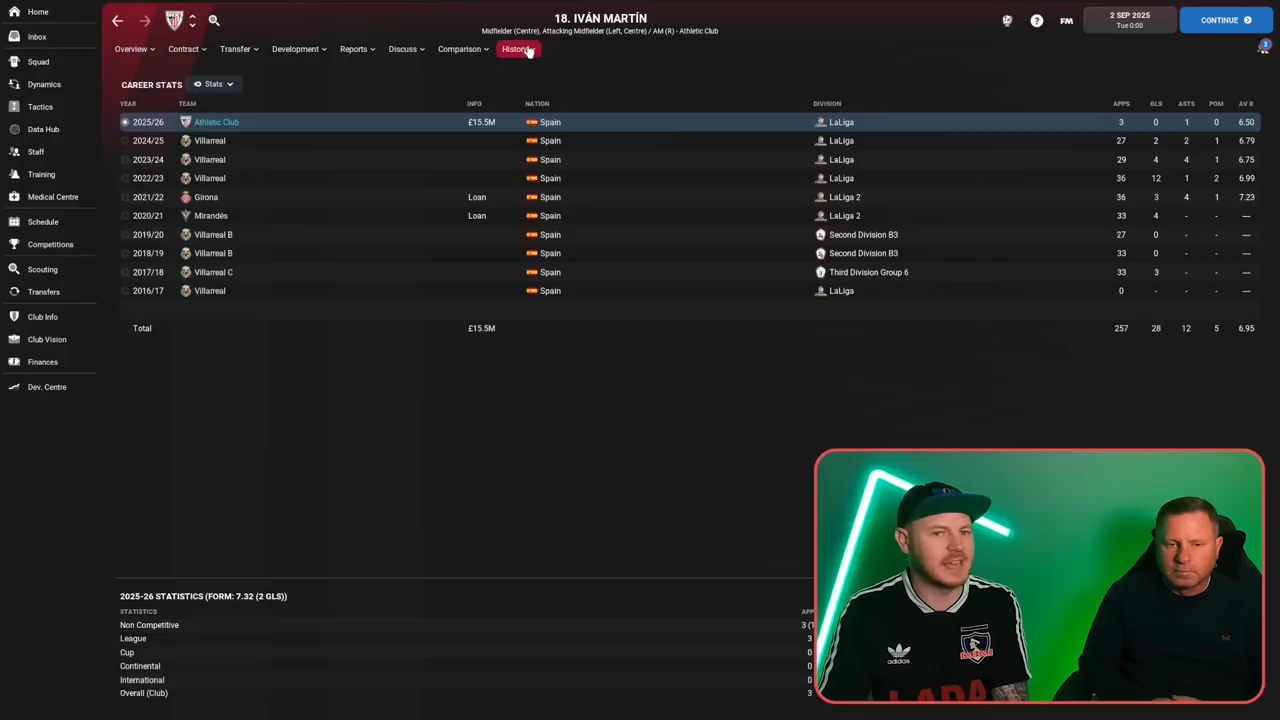 Home
Inbox
Squad
Dynamics
Tactics
Data Hub
Staff
Training
Medical Centre
Schedule
Competitions
Scouting
Transfers
Club Info
Club Vision
Finances
Dev. Centre
18. IVÁN MARTÍN
Midfielder (Centre), Attacking Midfielder (Left, Centre) / AM (R) - Athletic Club
?
FM
2 SEP 2025
Tue 0:00
CONTINUE
3
Overview Contract Transfer Development Reports Discuss Comparison History
CAREER STATS Stats
YEAR TEAM INFO NATION DIVISION APPS GLS ASTS POM AV R
2025/26 Athletic Club £15.5M Spain LaLiga 3 0 1 0 6.50
2024/25 Villarreal Spain LaLiga 27 2 2 1 6.79
2023/24 Villarreal Spain LaLiga 29 4 4 1 6.75
2022/23 Villarreal Spain LaLiga 36 12 1 2 6.99
2021/22 Girona Loan Spain LaLiga 2 36 3 4 1 7.23
2020/21 Mirandés Loan Spain LaLiga 2 33 4 - - —
2019/20 Villarreal B Spain Second Division B3 27 0 - - —
2018/19 Villarreal B Spain Second Division B3 33 0 - - —
2017/18 Villarreal C Spain Third Division Group 6 33 3 - - —
2016/17 Villarreal Spain LaLiga 0 - - - —
Total £15.5M 257 28 12 5 6.95
2025-26 STATISTICS (FORM: 7.32 (2 GLS))
STATISTICS
Non Competitive 3 (1
League 3
Cup 0
Continental 0
International 0
Overall (Club) 3
adidas